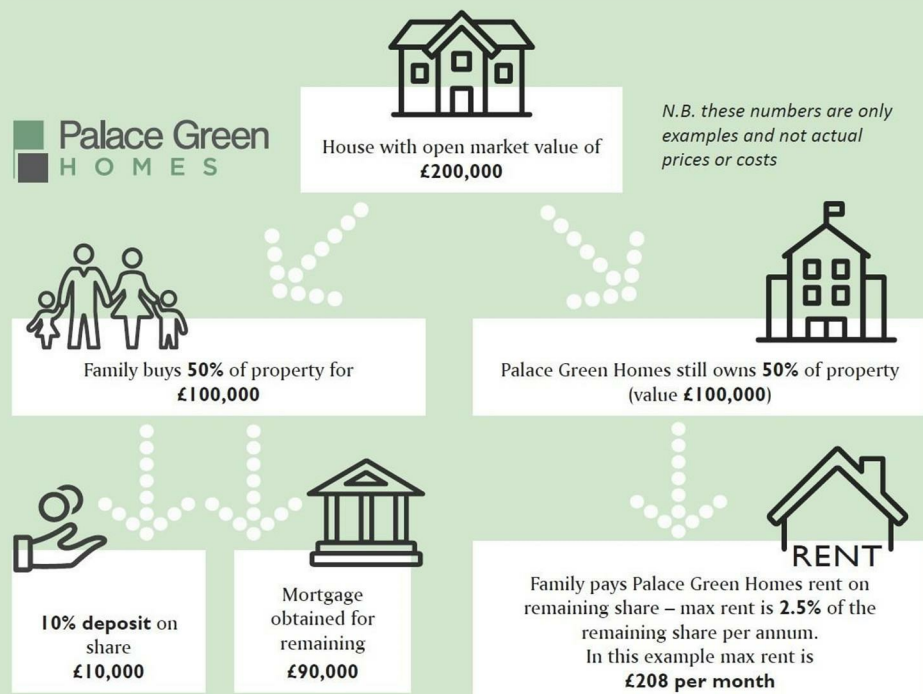 Palace Green
HOMES
House with open market value of
£200,000
N.B. these numbers are only
examples and not actual
prices or costs
Family buys 50% of property for
£100,000
Palace Green Homes still owns 50% of property
(value £100,000)
10% deposit on
share
£10,000
Mortgage
obtained for
remaining
£90,000
RENT
Family pays Palace Green Homes rent on
remaining share – max rent is 2.5% of the
remaining share per annum.
In this example max rent is
£208 per month